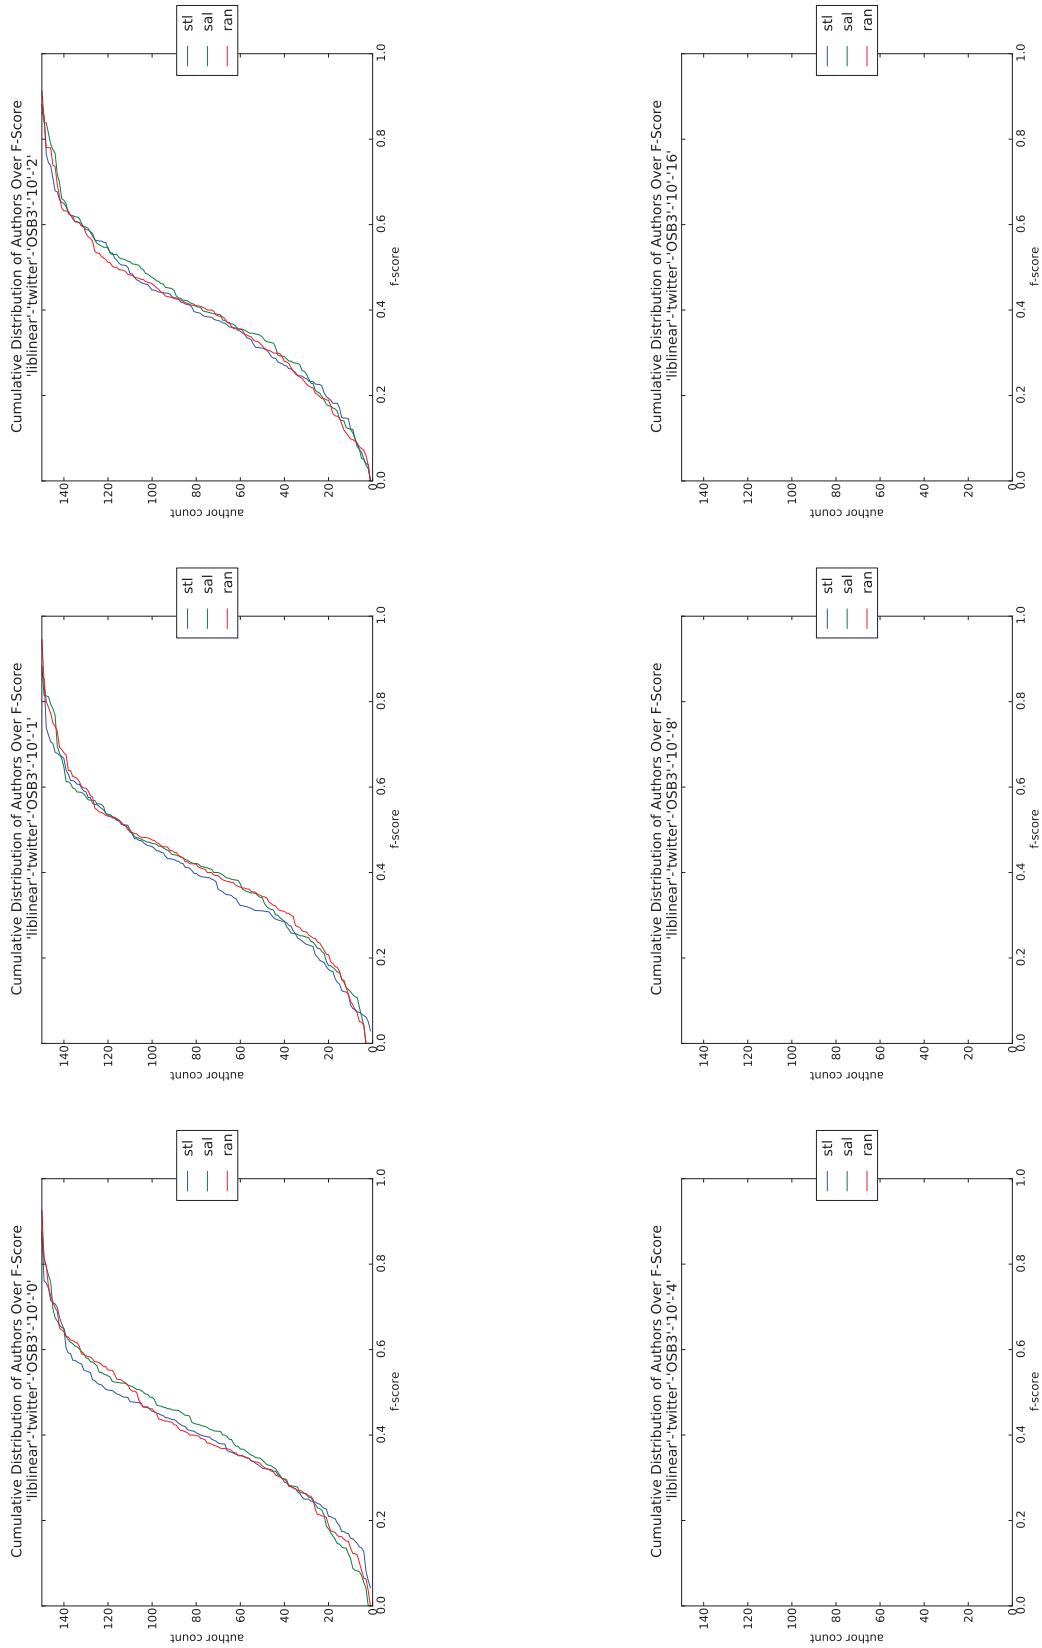 Cumulative Distribution of Authors Over F-Score
'liblinear'-'twitter'-'OSB3'-'10'-'0'
author count
140
120
100
80
60
40
20
0
0.0 0.2 0.4 0.6 0.8 1.0
f-score
stl
sal
ran
Cumulative Distribution of Authors Over F-Score
'liblinear'-'twitter'-'OSB3'-'10'-'1'
author count
140
120
100
80
60
40
20
0
0.0 0.2 0.4 0.6 0.8 1.0
f-score
stl
sal
ran
Cumulative Distribution of Authors Over F-Score
'liblinear'-'twitter'-'OSB3'-'10'-'2'
author count
140
120
100
80
60
40
20
0
0.0 0.2 0.4 0.6 0.8 1.0
f-score
stl
sal
ran
Cumulative Distribution of Authors Over F-Score
'liblinear'-'twitter'-'OSB3'-'10'-'4'
author count
140
120
100
80
60
40
20
0
0.0 0.2 0.4 0.6 0.8 1.0
f-score
stl
sal
ran
Cumulative Distribution of Authors Over F-Score
'liblinear'-'twitter'-'OSB3'-'10'-'8'
author count
140
120
100
80
60
40
20
0
0.0 0.2 0.4 0.6 0.8 1.0
f-score
stl
sal
ran
Cumulative Distribution of Authors Over F-Score
'liblinear'-'twitter'-'OSB3'-'10'-'16'
author count
140
120
100
80
60
40
20
0
0.0 0.2 0.4 0.6 0.8 1.0
f-score
stl
sal
ran